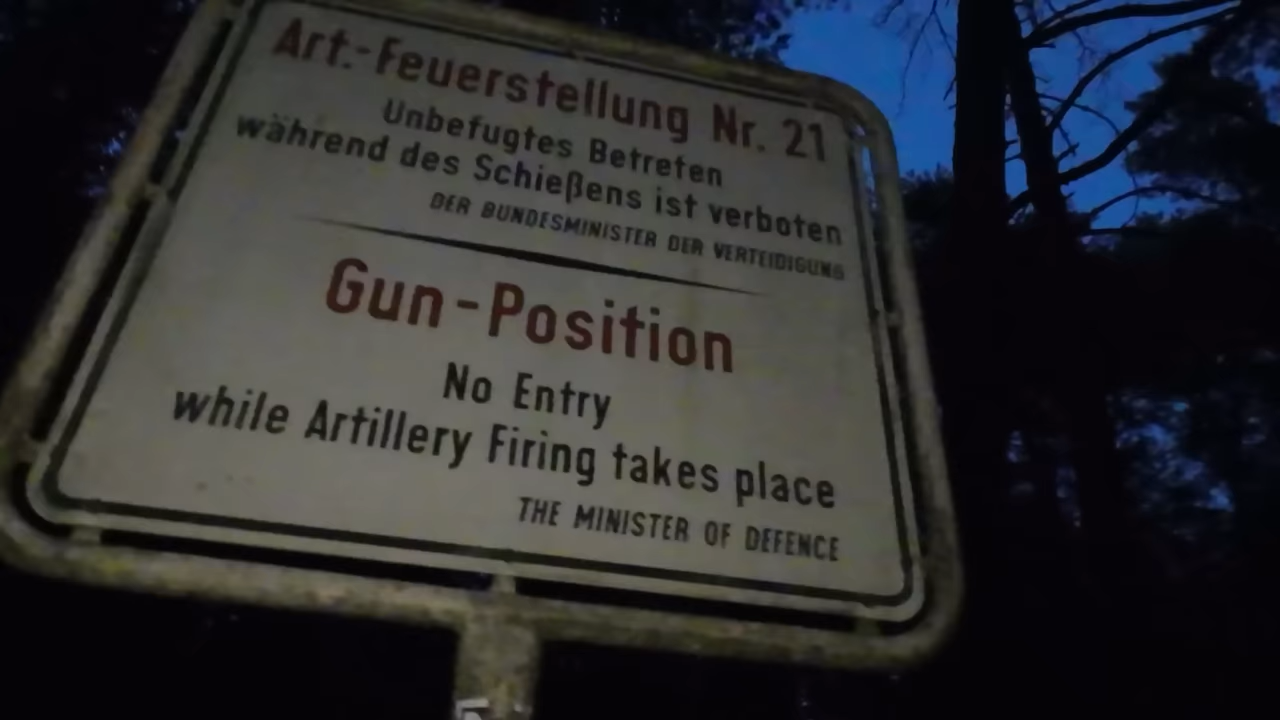 Art.-Feuerstellung Nr. 21
Unbefugtes Betreten
während des Schießens ist verboten
DER BUNDESMINISTER DER VERTEIDIGUNG
Gun-Position
No Entry
while Artillery Firing takes place
THE MINISTER OF DEFENCE